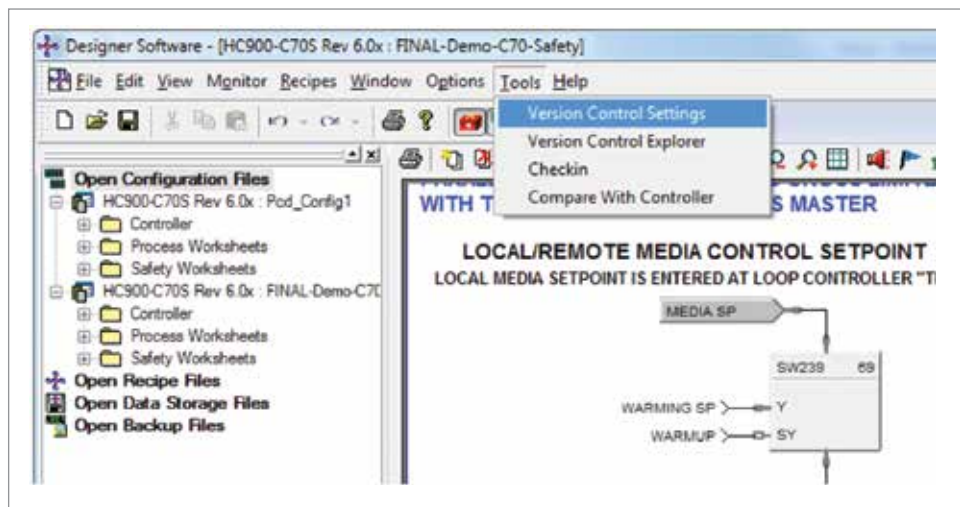 Designer Software - [HC900-C70S Rev 6.0x : FINAL-Demo-C70-Safety]
File Edit View Monitor Recipes Window Options Tools Help
Version Control Settings
Version Control Explorer
Checkin
Compare With Controller
Open Configuration Files
HC900-C70S Rev 6.0x : Pod_Config1
Controller
Process Worksheets
Safety Worksheets
HC900-C70S Rev 6.0x : FINAL-Demo-C70
Controller
Process Worksheets
Safety Worksheets
Open Recipe Files
Open Data Storage Files
Open Backup Files
WITH S MASTER
LOCAL/REMOTE MEDIA CONTROL SETPOINT
LOCAL MEDIA SETPOINT IS ENTERED AT LOOP CONTROLLER
MEDIA SP
SW239 69
WARMING SP Y
WARMUP SY